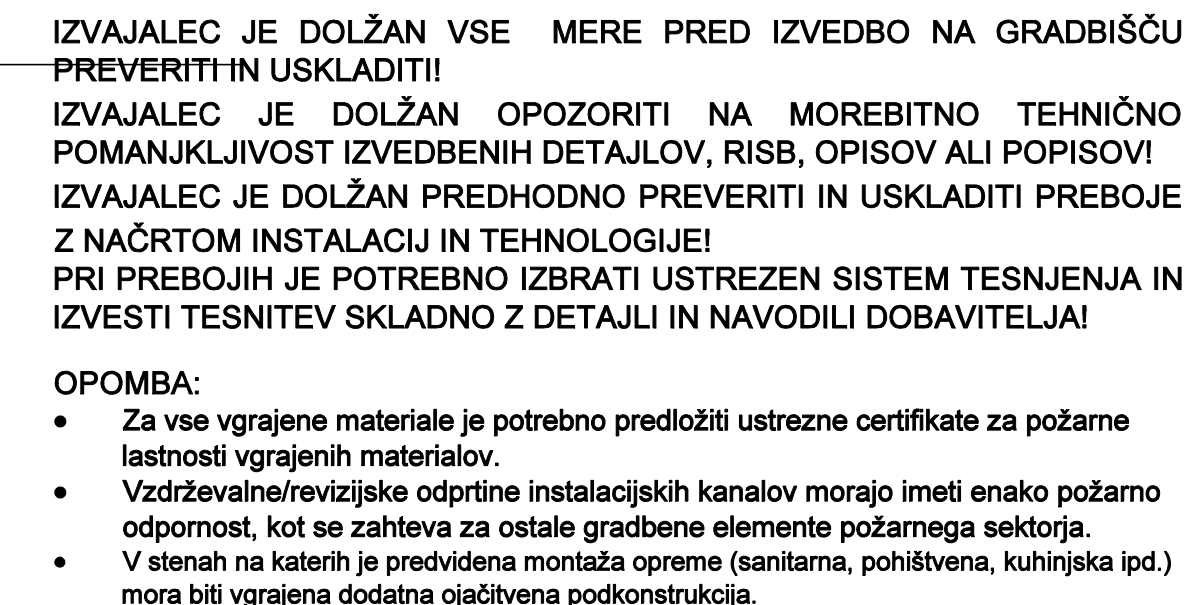 IZVAJALEC JE DOLŽAN VSE MERE PRED IZVEDBO NA GRADBIŠČU
PREVERITI IN USKLADITI!
IZVAJALEC JE DOLŽAN OPOZORITI NA MOREBITNO TEHNIČNO
POMANJKLJIVOST IZVEDBENIH DETAJLOV, RISB, OPISOV ALI POPISOV!
IZVAJALEC JE DOLŽAN PREDHODNO PREVERITI IN USKLADITI PREBOJE
Z NAČRTOM INSTALACIJ IN TEHNOLOGIJE!
PRI PREBOJIH JE POTREBNO IZBRATI USTREZEN SISTEM TESNJENJA IN
IZVESTI TESNITEV SKLADNO Z DETAJLI IN NAVODILI DOBAVITELJA!
OPOMBA:
• Za vse vgrajene materiale je potrebno predložiti ustrezne certifikate za požarne
lastnosti vgrajenih materialov.
• Vzdrževalne/revizijske odprtine instalacijskih kanalov morajo imeti enako požarno
odpornost, kot se zahteva za ostale gradbene elemente požarnega sektorja.
• V stenah na katerih je predvidena montaža opreme (sanitarna, pohištvena, kuhinjska ipd.)
mora biti vgrajena dodatna ojačitvena podkonstrukcija.